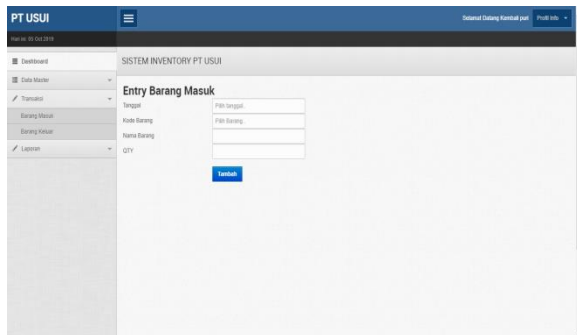 PT USUI
Selamat Datang Kembali puri
Profil Info
Hari ini: 03 Oct 2018
Dashboard
SISTEM INVENTORY PT USUI
Data Master
Transaksi
Barang Masuk
Barang Keluar
Laporan
Entry Barang Masuk
Tanggal
Pilih tanggal..
Kode Barang
Pilih Barang..
Nama Barang
QTY
Tambah